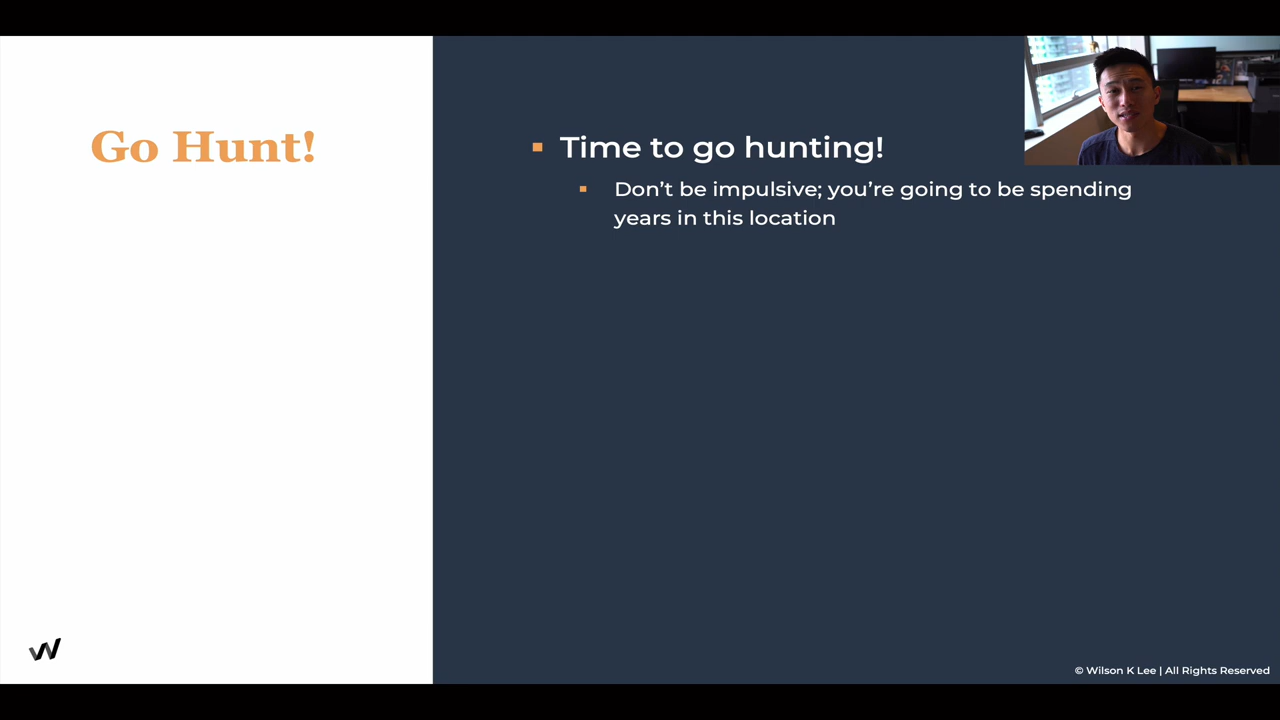 Go Hunt!
Time to go hunting!
Don’t be impulsive; you’re going to be spending
years in this location
© Wilson K Lee | All Rights Reserved